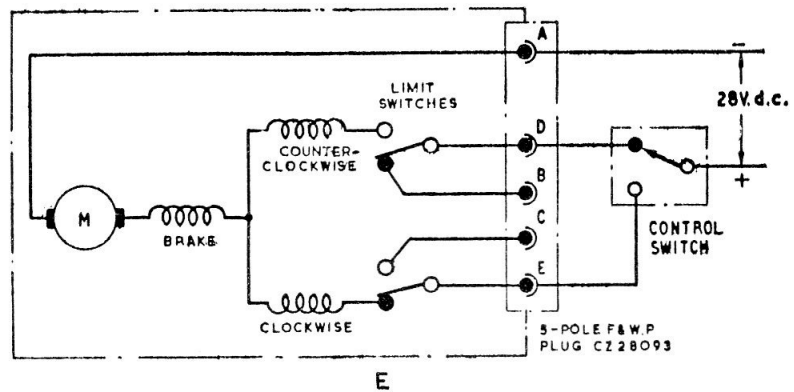 A
−
LIMIT
SWITCHES
28V. d.c.
D
COUNTER-
CLOCKWISE
B
+
M
C
CONTROL
SWITCH
BRAKE
E
CLOCKWISE
5-POLE F & W.P
PLUG CZ28093
E